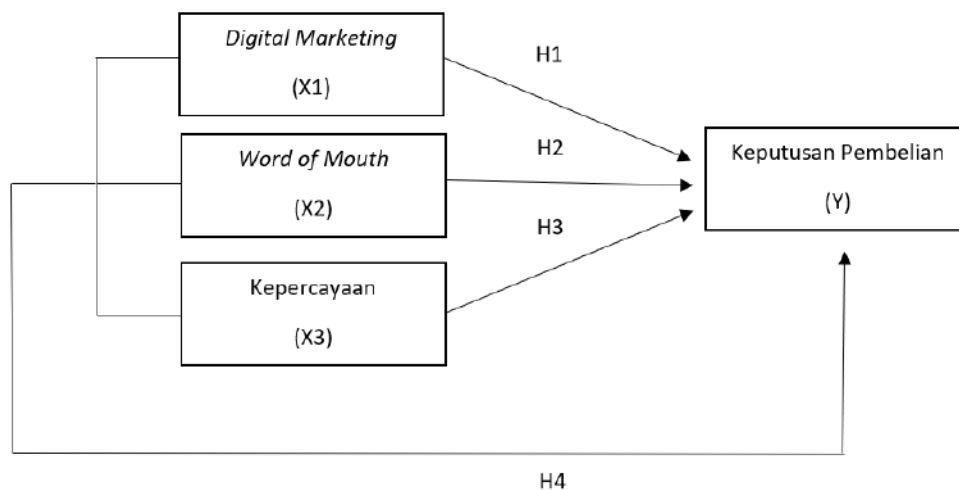 Digital Marketing
(X1)
H1
Word of Mouth
(X2)
H2
Keputusan Pembelian
(Y)
H3
Kepercayaan
(X3)
H4